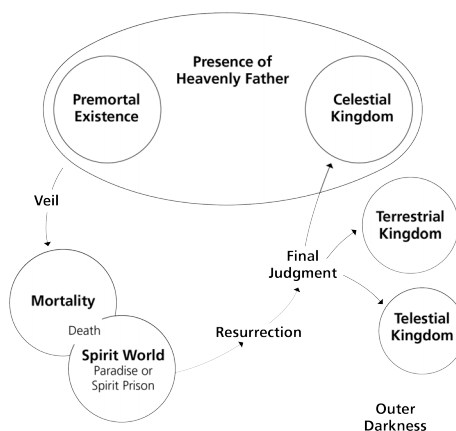 Presence of
Heavenly Father
Premortal
Existence
Celestial
Kingdom
Veil
Terrestrial
Kingdom
Final
Judgment
Mortality
Death
Spirit World
Paradise or
Spirit Prison
Resurrection
Telestial
Kingdom
Outer
Darkness